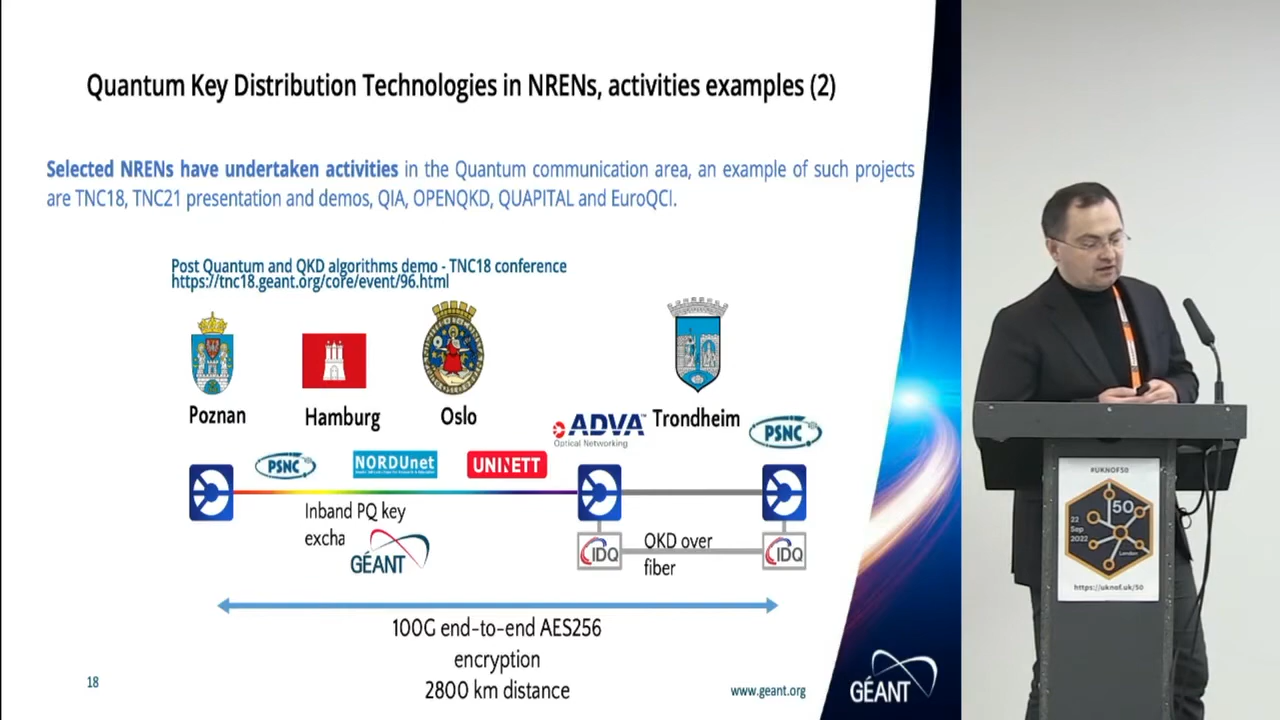 Quantum Key Distribution Technologies in NRENs, activities examples (2)
Selected NRENs have undertaken activities in the Quantum communication area, an example of such projects
are TNC18, TNC21 presentation and demos, QIA, OPENQKD, QUAPITAL and EuroQCI.
Post Quantum and QKD algorithms demo - TNC18 conference
https://tnc18.geant.org/core/event/96.html
Poznan
Hamburg
Oslo
Trondheim
ADVA™
Optical Networking
PSNC
PSNC
NORDUnet
UNINETT
Inband PQ key
excha
GÉANT
IDQ
QKD over
fiber
IDQ
100G end-to-end AES256
encryption
2800 km distance
18
www.geant.org
GÉANT
#UKNOF50
50
22
Sep
2022
London
https://uknof.uk/50